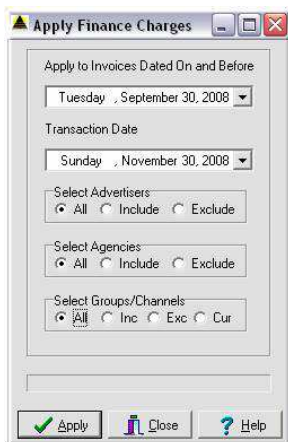 Apply Finance Charges
Apply to Invoices Dated On and Before
Tuesday , September 30, 2008
Transaction Date
Sunday , November 30, 2008
Select Advertisers
All Include Exclude
Select Agencies
All Include Exclude
Select Groups/Channels
All Inc Exc Cur
Apply Close ? Help